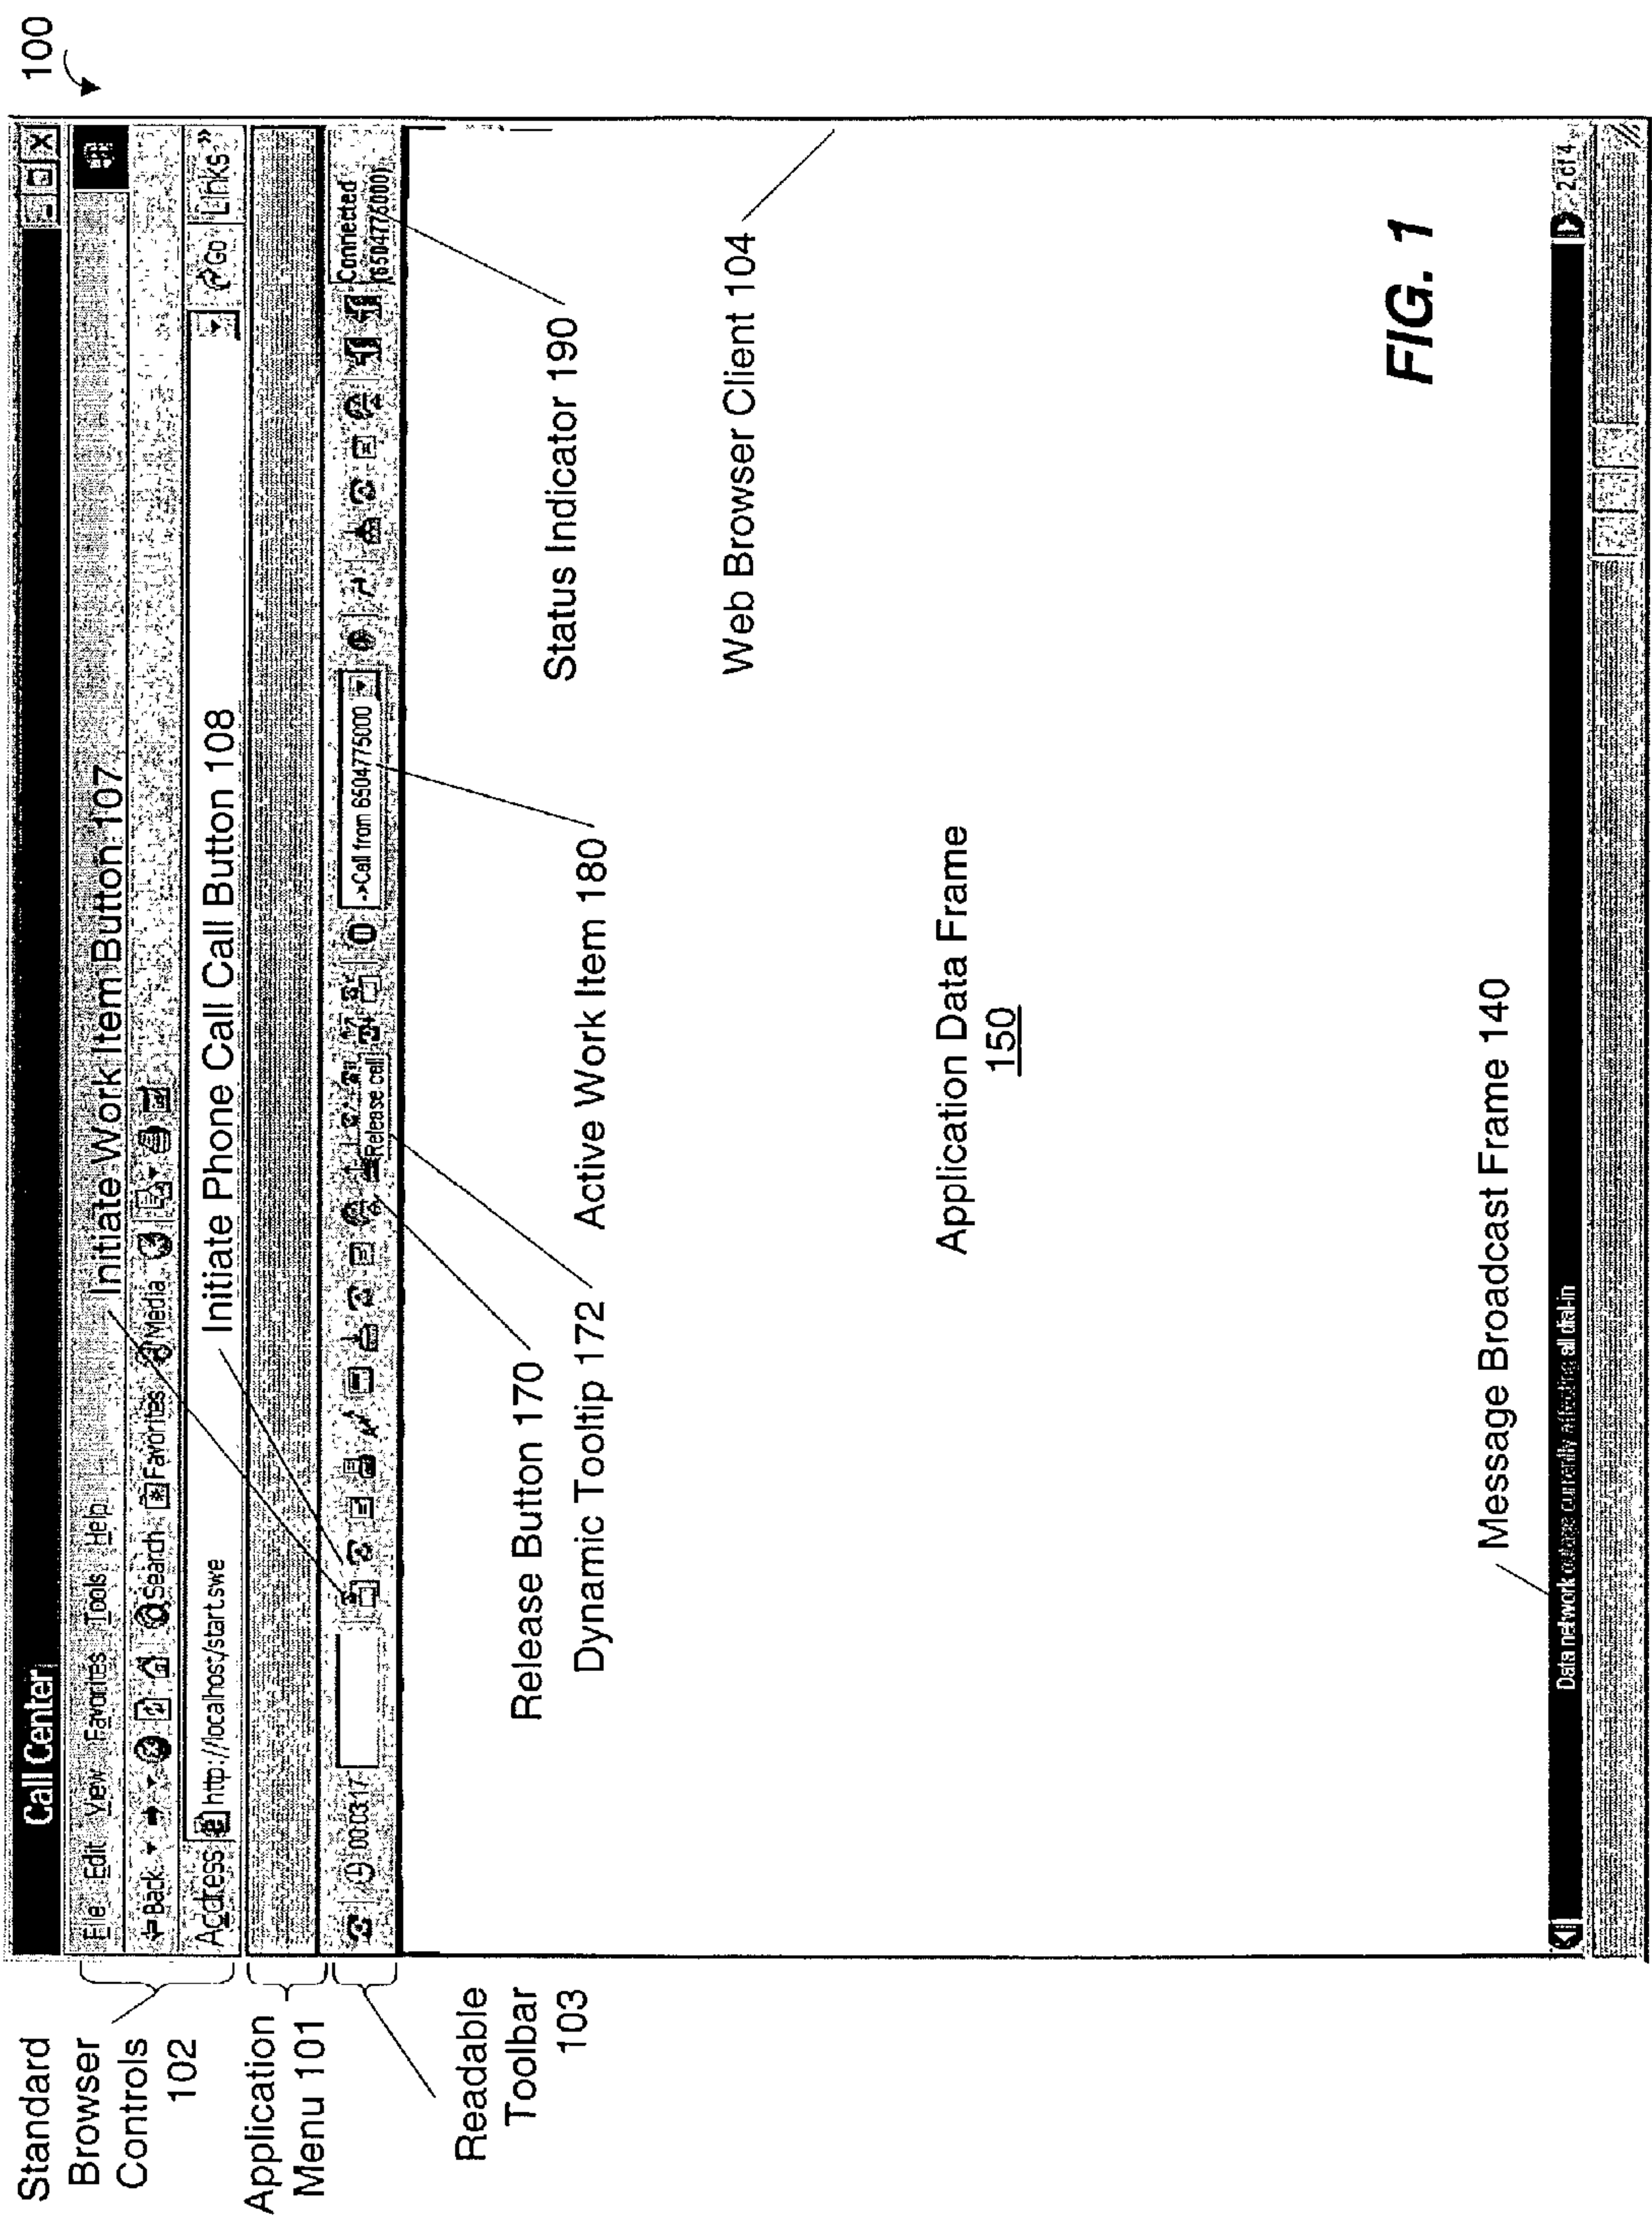 100
Call Center
File Edit View Favorites Tools Help
Initiate Work Item Button 107
Back Search Favorites Media
Address http://localhost/start.swe Go Links »
Initiate Phone Call Call Button 108
00:03:17 ->Call from 6504775000 Connected
Release call (6504775000)
Standard
Browser
Controls
102
Application
Menu 101
Readable
Toolbar
103
Release Button 170
Dynamic Tooltip 172
Active Work Item 180
Status Indicator 190
Web Browser Client 104
Application Data Frame
150
Message Broadcast Frame 140
Data network outage currently affecting all dial-in 2 of 4
FIG. 1